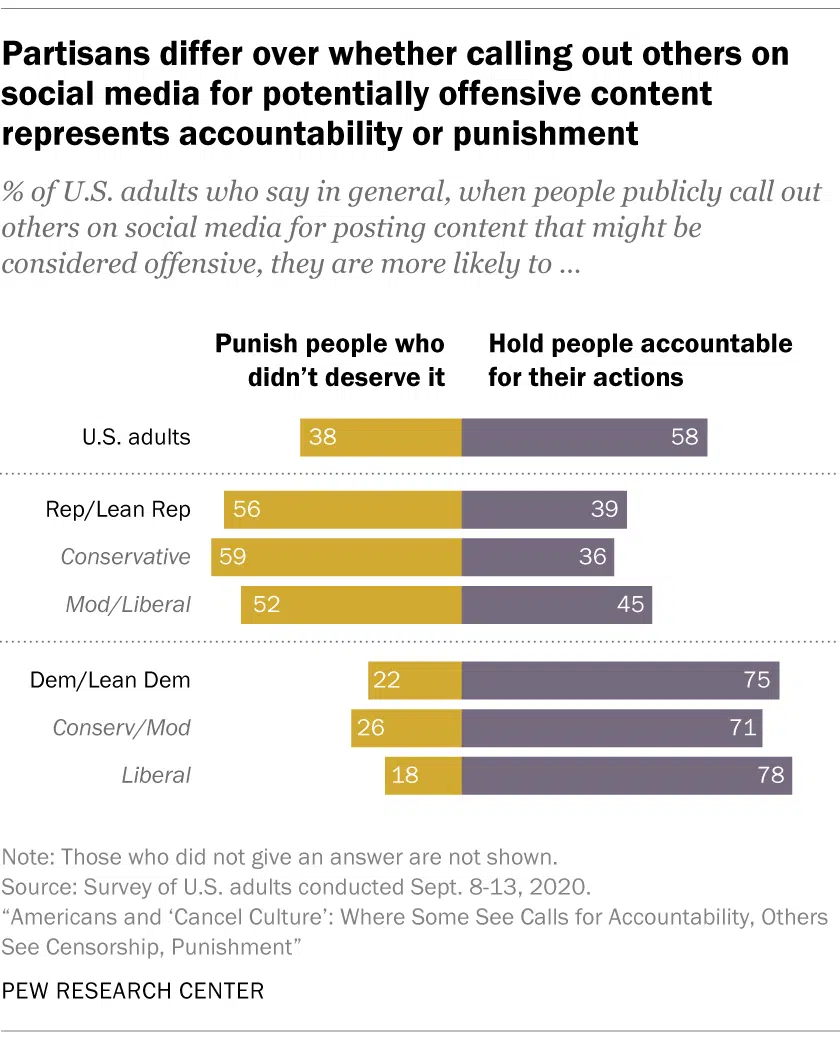 Partisans differ over whether calling out others on
social media for potentially offensive content
represents accountability or punishment
% of U.S. adults who say in general, when people publicly call out
others on social media for posting content that might be
considered offensive, they are more likely to ...
Punish people who
didn’t deserve it
Hold people accountable
for their actions
U.S. adults 38 58
Rep/Lean Rep 56 39
Conservative 59 36
Mod/Liberal 52 45
Dem/Lean Dem 22 75
Conserv/Mod 26 71
Liberal 18 78
Note: Those who did not give an answer are not shown.
Source: Survey of U.S. adults conducted Sept. 8-13, 2020.
“Americans and ‘Cancel Culture’: Where Some See Calls for Accountability, Others
See Censorship, Punishment”
PEW RESEARCH CENTER